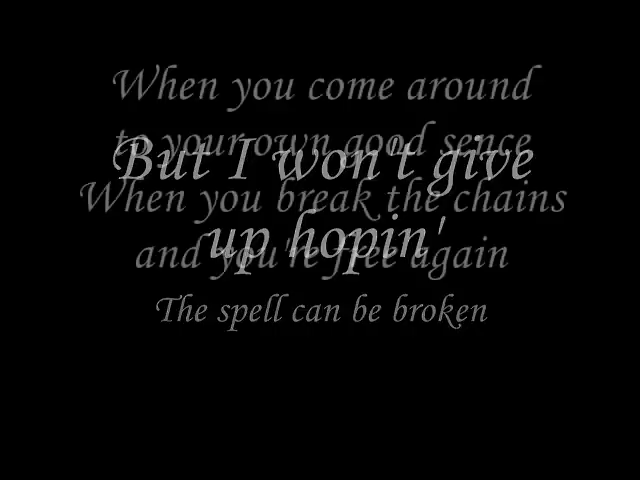 When you come around
to your own good sence
But I won't give
When you break the chains
up hopin'
and you're free again
The spell can be broken